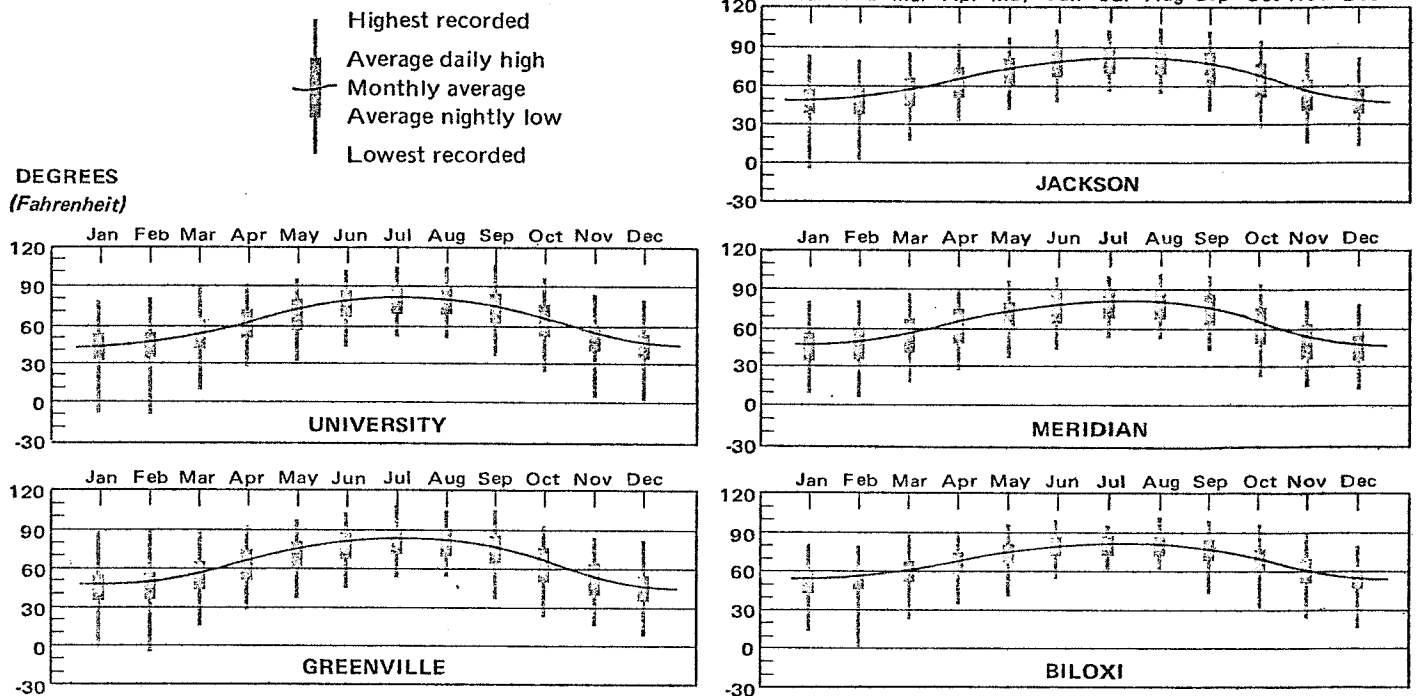 Highest recorded
Average daily high
Monthly average
Average nightly low
Lowest recorded
DEGREES
(Fahrenheit)
120
90
60
30
0
-30
JACKSON
Jan Feb Mar Apr May Jun Jul Aug Sep Oct Nov Dec
120
90
60
30
0
-30
UNIVERSITY
Jan Feb Mar Apr May Jun Jul Aug Sep Oct Nov Dec
120
90
60
30
0
-30
MERIDIAN
Jan Feb Mar Apr May Jun Jul Aug Sep Oct Nov Dec
120
90
60
30
0
-30
GREENVILLE
Jan Feb Mar Apr May Jun Jul Aug Sep Oct Nov Dec
120
90
60
30
0
-30
BILOXI